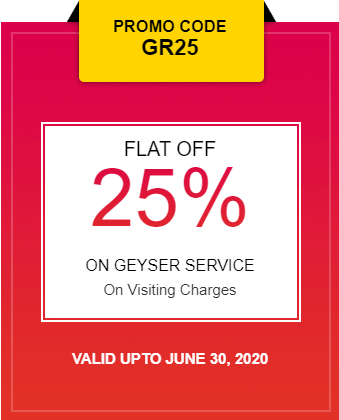 PROMO CODE
GR25
FLAT OFF
25%
ON GEYSER SERVICE
On Visiting Charges
VALID UPTO JUNE 30, 2020